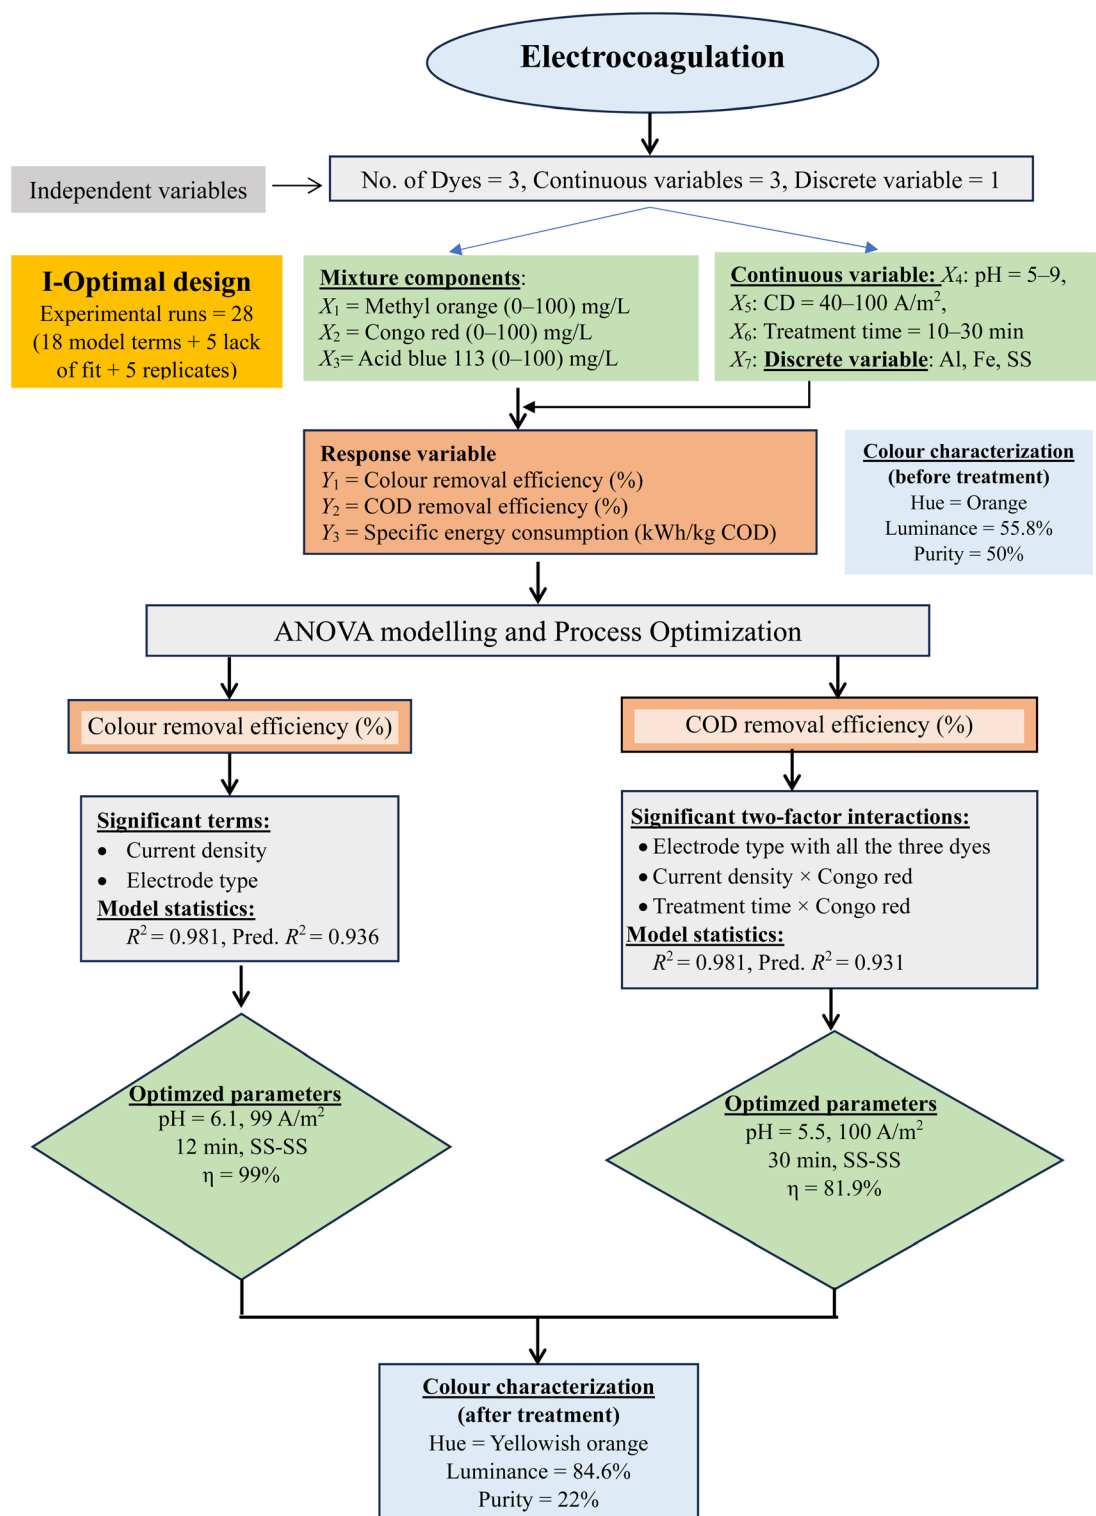 Electrocoagulation
Independent variables
No. of Dyes = 3, Continuous variables = 3, Discrete variable = 1
I-Optimal design
Experimental runs = 28
(18 model terms + 5 lack
of fit + 5 replicates)
Mixture components:
X₁ = Methyl orange (0–100) mg/L
X₂ = Congo red (0–100) mg/L
X₃= Acid blue 113 (0–100) mg/L
Continuous variable: X₄: pH = 5–9,
X₅: CD = 40–100 A/m²,
X₆: Treatment time = 10–30 min
X₇: Discrete variable: Al, Fe, SS
Response variable
Y₁ = Colour removal efficiency (%)
Y₂ = COD removal efficiency (%)
Y₃ = Specific energy consumption (kWh/kg COD)
Colour characterization
(before treatment)
Hue = Orange
Luminance = 55.8%
Purity = 50%
ANOVA modelling and Process Optimization
Colour removal efficiency (%)
Significant terms:
• Current density
• Electrode type
Model statistics:
R² = 0.981, Pred. R² = 0.936
Optimzed parameters
pH = 6.1, 99 A/m²
12 min, SS-SS
η = 99%
COD removal efficiency (%)
Significant two-factor interactions:
• Electrode type with all the three dyes
• Current density × Congo red
• Treatment time × Congo red
Model statistics:
R² = 0.981, Pred. R² = 0.931
Optimzed parameters
pH = 5.5, 100 A/m²
30 min, SS-SS
η = 81.9%
Colour characterization
(after treatment)
Hue = Yellowish orange
Luminance = 84.6%
Purity = 22%